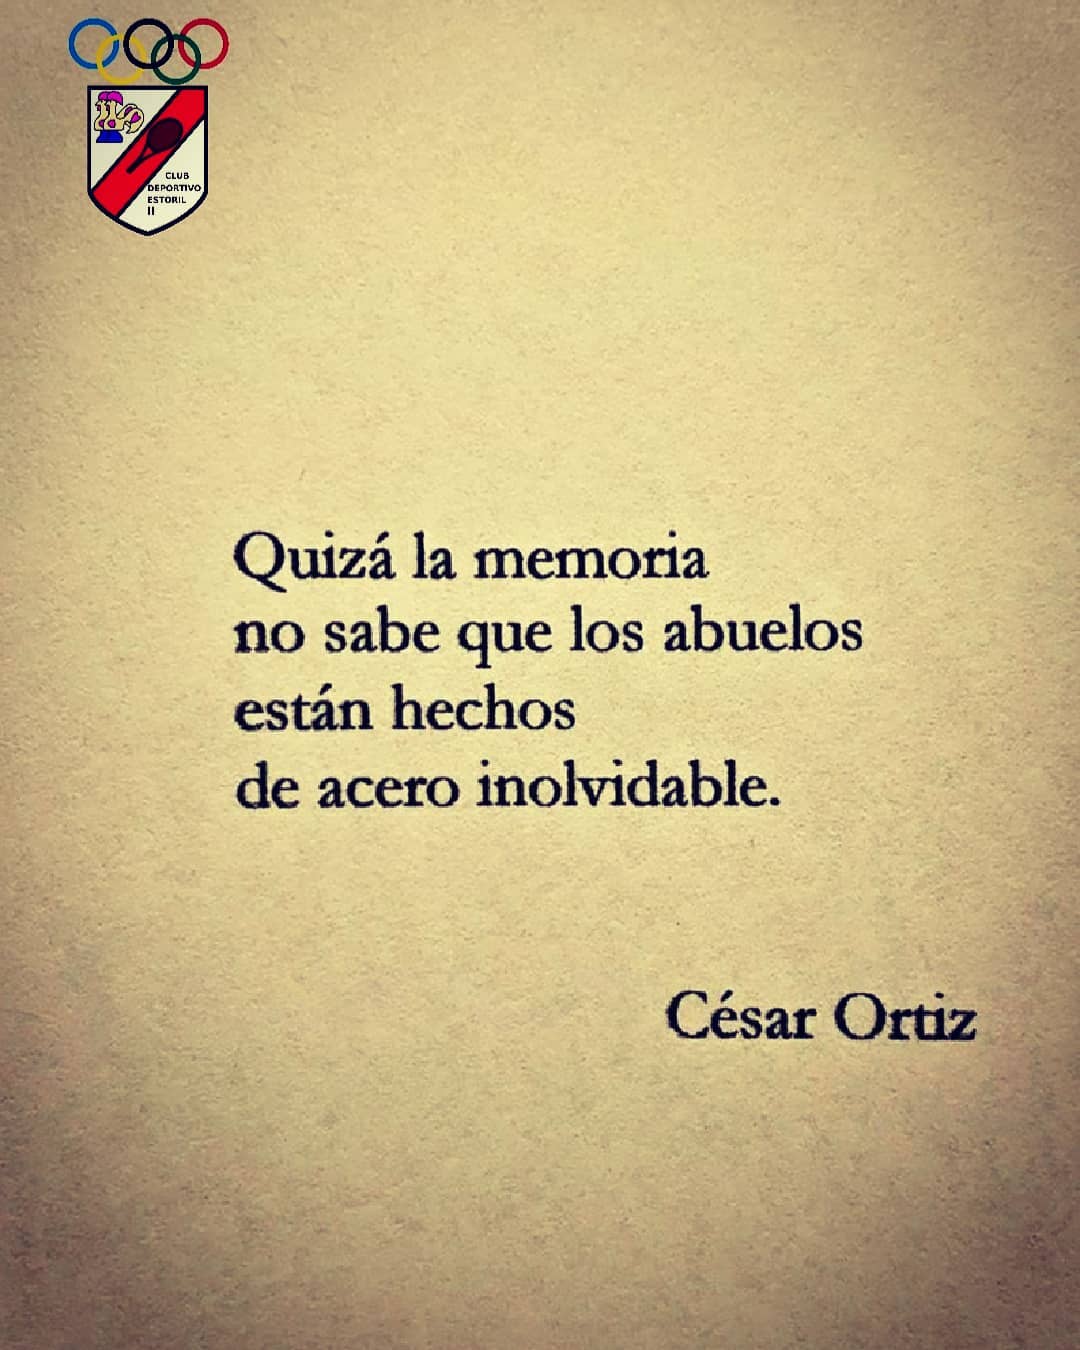 CLUB
DEPORTIVO
ESTORIL
II
Quizá la memoria
no sabe que los abuelos
están hechos
de acero inolvidable.
César Ortiz